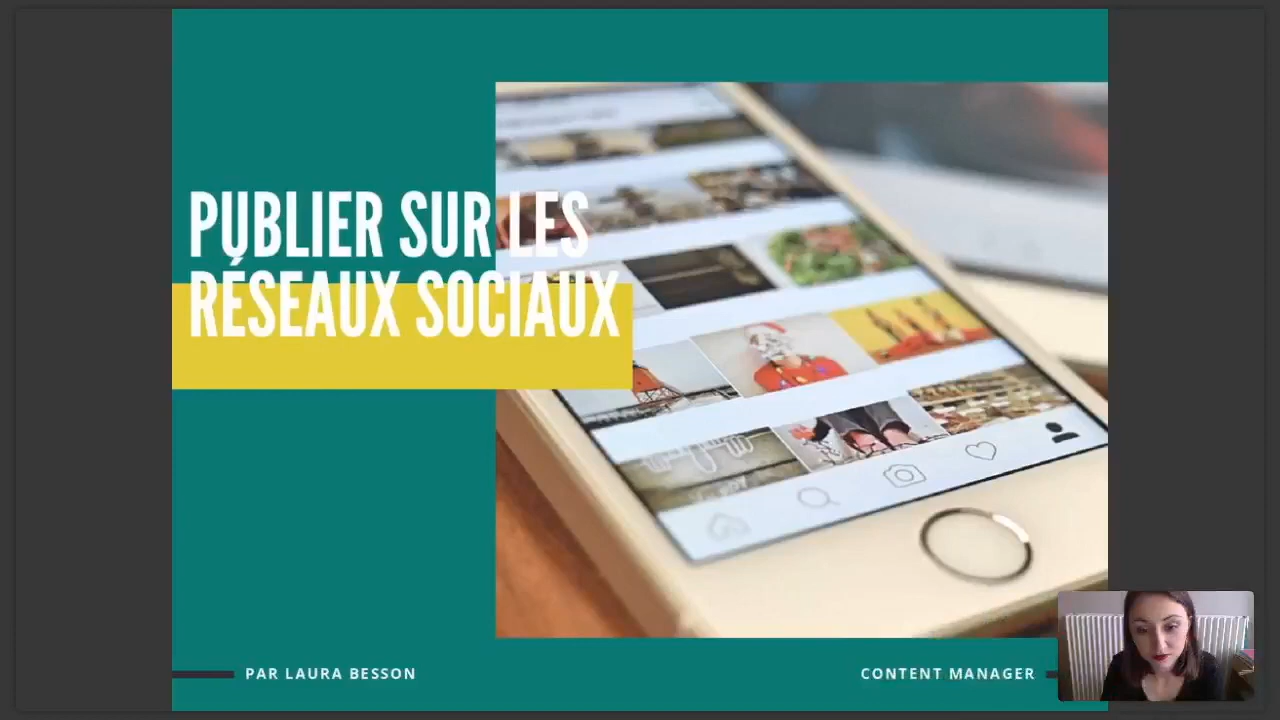 PUBLIER SUR LES
RÉSEAUX SOCIAUX
PAR LAURA BESSON
CONTENT MANAGER